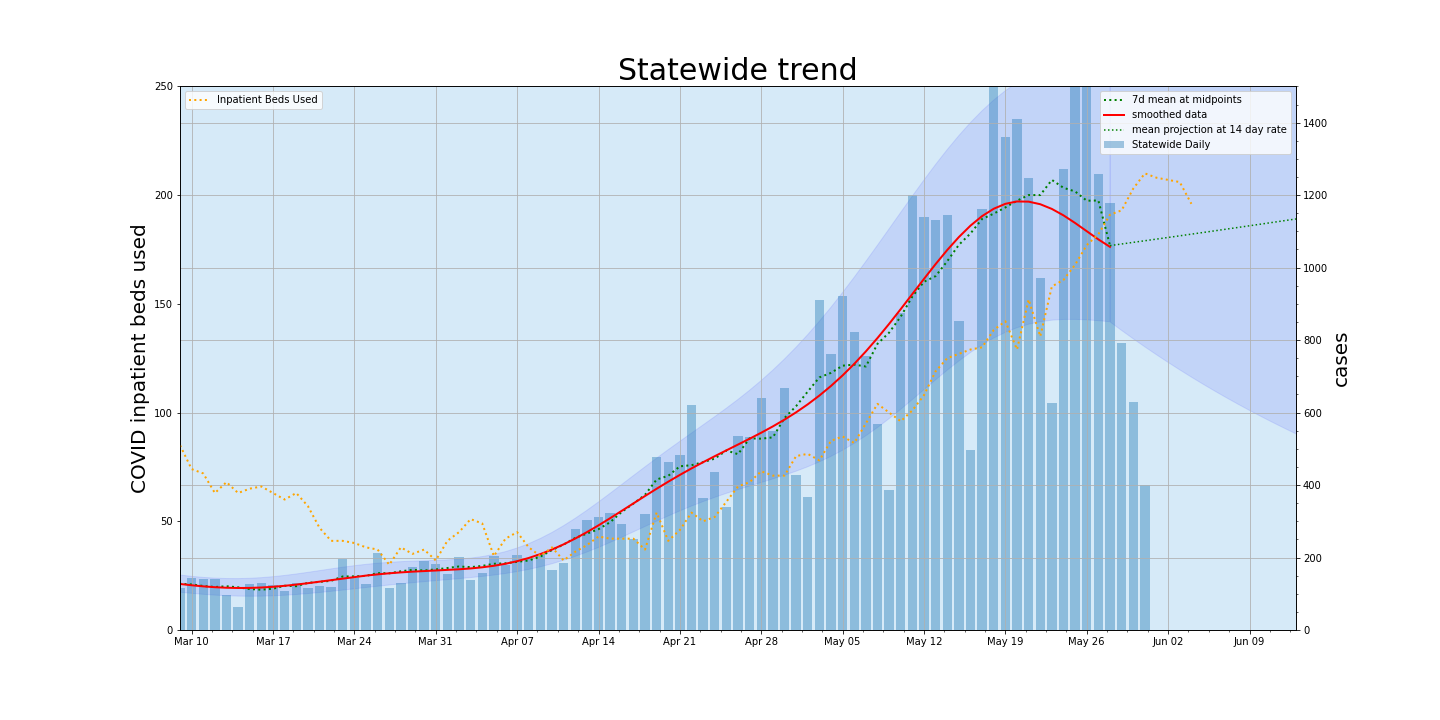 Statewide trend
Inpatient Beds Used
7d mean at midpoints
smoothed data
mean projection at 14 day rate
Statewide Daily
COVID inpatient beds used
250
200
150
100
50
0
cases
1400
1200
1000
800
600
400
200
0
Mar 10 Mar 17 Mar 24 Mar 31 Apr 07 Apr 14 Apr 21 Apr 28 May 05 May 12 May 19 May 26 Jun 02 Jun 09